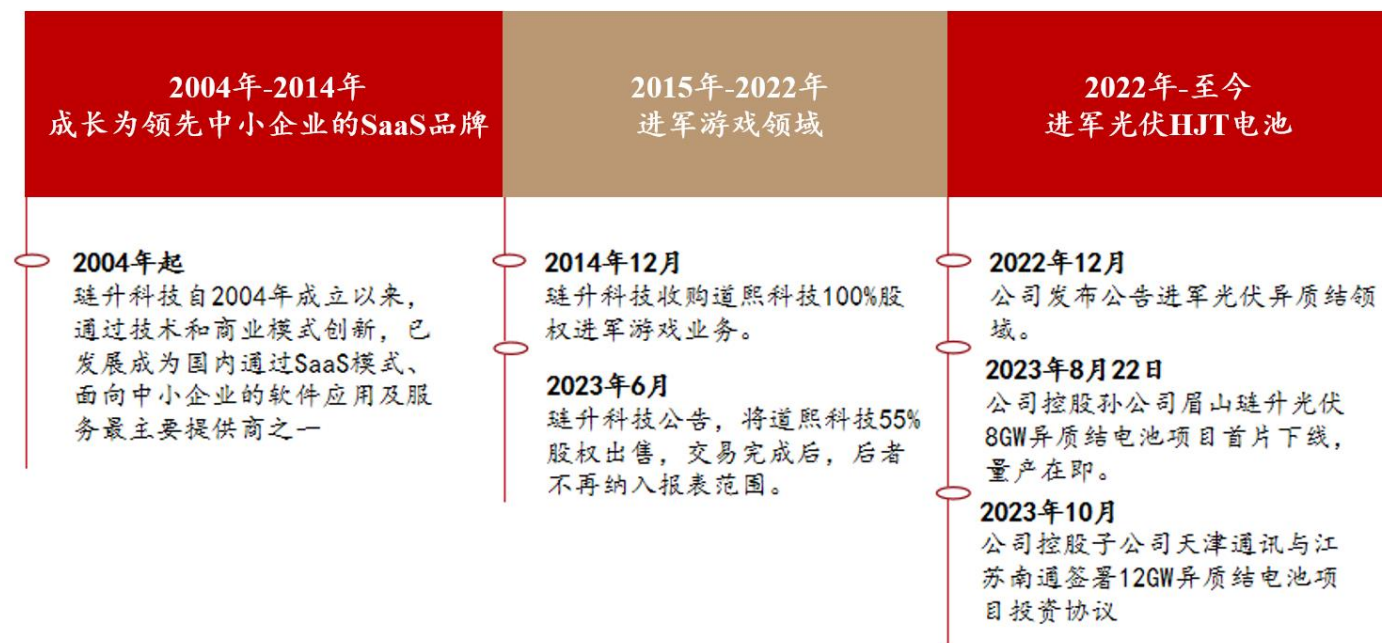 2004年-2014年
成长为领先中小企业的SaaS品牌
2015年-2022年
进军游戏领域
2022年-至今
进军光伏HJT电池
2004年起
琏升科技自2004年成立以来，
通过技术和商业模式创新，已
发展成为国内通过SaaS模式、
面向中小企业的软件应用及服
务最主要提供商之一
2014年12月
琏升科技收购道熙科技100%股
权进军游戏业务。
2023年6月
琏升科技公告，将道熙科技55%
股权出售，交易完成后，后者
不再纳入报表范围。
2022年12月
公司发布公告进军光伏异质结领
域。
2023年8月22日
公司控股孙公司眉山琏升光伏
8GW异质结电池项目首片下线，
量产在即。
2023年10月
公司控股子公司天津通讯与江
苏南通签署12GW异质结电池项
目投资协议